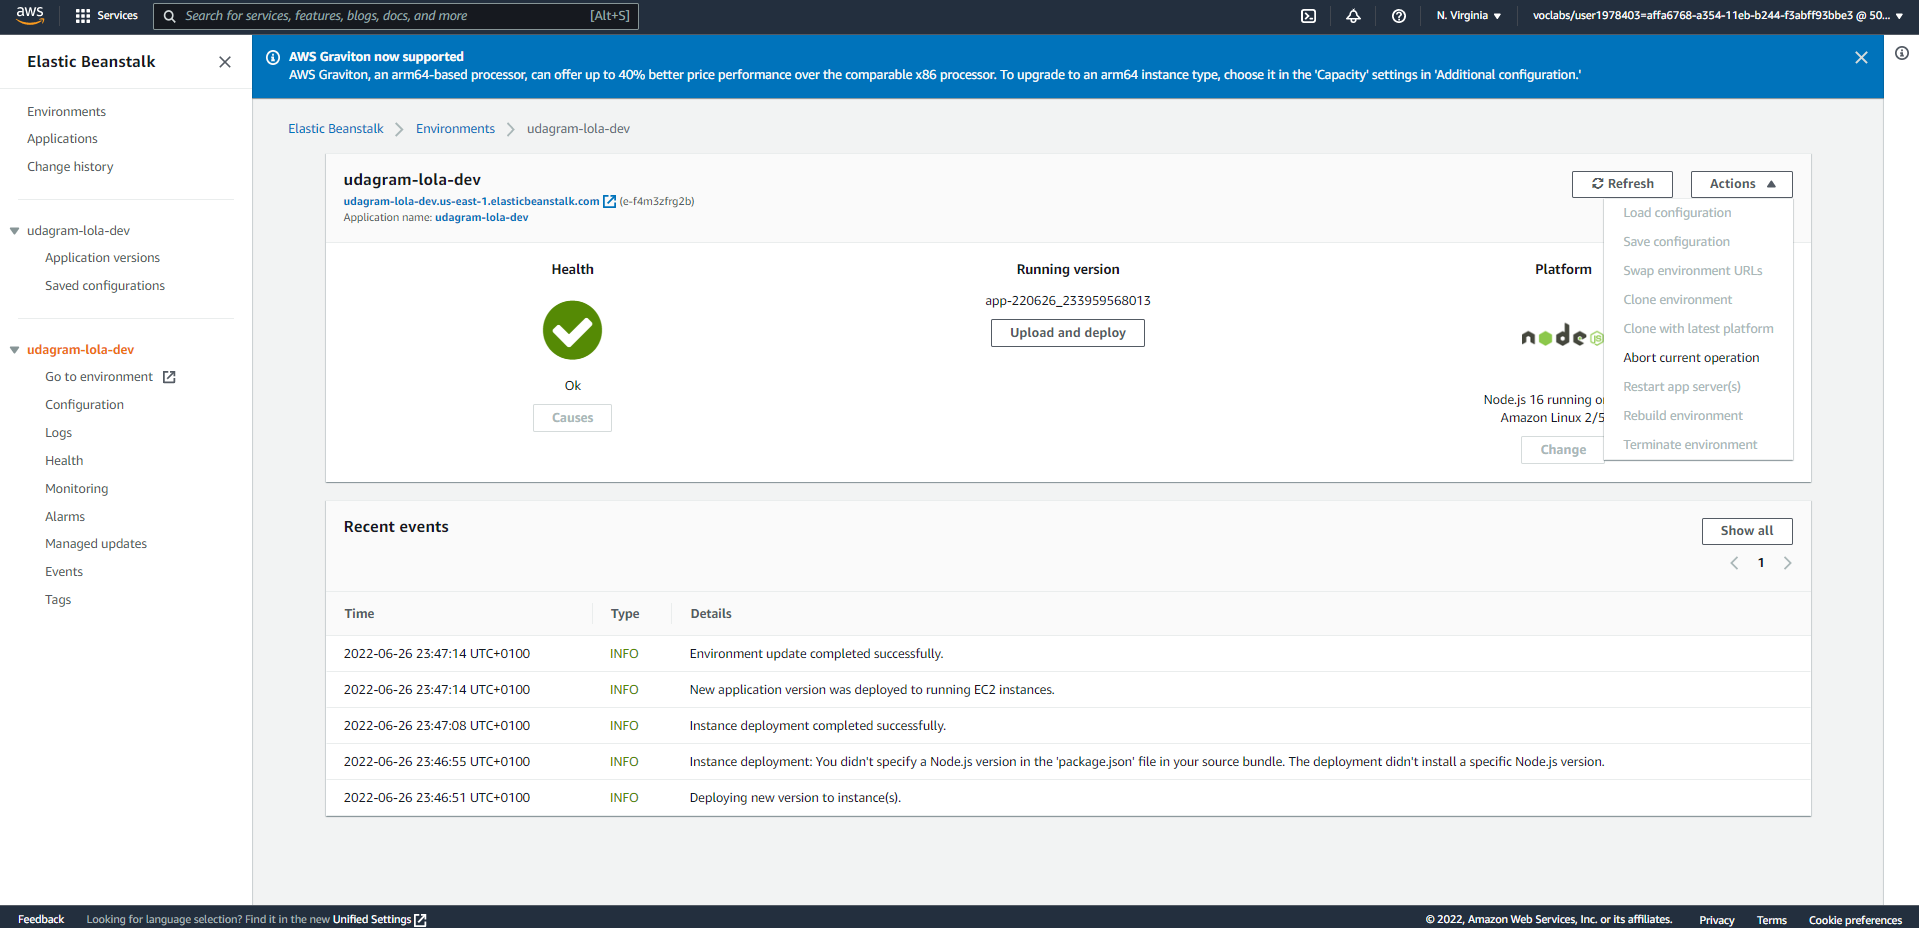 aws
Services
Search for services, features, blogs, docs, and more
[Alt+S]
N. Virginia
voclabs/user1978403=affa6768-a354-11eb-b244-f3abff93bbe3 @ 50...
Elastic Beanstalk
Environments
Applications
Change history
udagram-lola-dev
Application versions
Saved configurations
udagram-lola-dev
Go to environment
Configuration
Logs
Health
Monitoring
Alarms
Managed updates
Events
Tags
AWS Graviton now supported
AWS Graviton, an arm64-based processor, can offer up to 40% better price performance over the comparable x86 processor. To upgrade to an arm64 instance type, choose it in the 'Capacity' settings in 'Additional configuration.'
Elastic Beanstalk
Environments
udagram-lola-dev
udagram-lola-dev
udagram-lola-dev.us-east-1.elasticbeanstalk.com (e-f4m3zfrg2b)
Application name: udagram-lola-dev
Refresh
Actions
Load configuration
Save configuration
Swap environment URLs
Clone environment
Clone with latest platform
Abort current operation
Restart app server(s)
Rebuild environment
Terminate environment
Health
Ok
Causes
Running version
app-220626_233959568013
Upload and deploy
Platform
node
JS
Node.js 16 running
Amazon Linux 2/5
Change
Recent events
Show all
1
Time Type Details
2022-06-26 23:47:14 UTC+0100 INFO Environment update completed successfully.
2022-06-26 23:47:14 UTC+0100 INFO New application version was deployed to running EC2 instances.
2022-06-26 23:47:08 UTC+0100 INFO Instance deployment completed successfully.
2022-06-26 23:46:55 UTC+0100 INFO Instance deployment: You didn't specify a Node.js version in the 'package.json' file in your source bundle. The deployment didn't install a specific Node.js version.
2022-06-26 23:46:51 UTC+0100 INFO Deploying new version to instance(s).
Feedback
Looking for language selection? Find it in the new Unified Settings
© 2022, Amazon Web Services, Inc. or its affiliates.
Privacy
Terms
Cookie preferences